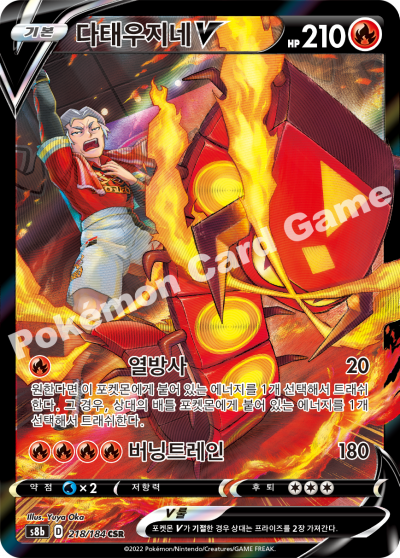 기본 다태우지네V HP 210
Pokémon Card Game
열방사 20
원한다면 이 포켓몬에게 붙어 있는 에너지를 1개 선택해서 트래쉬
한다. 그 경우, 상대의 배틀 포켓몬에게 붙어 있는 에너지를 1개
선택해서 트래쉬한다.
버닝트레인 180
약점 ×2 저항력 후퇴
Illus. Yuya Oka
V룰
s8b D 218/184 CSR
포켓몬 V가 기절한 경우 상대는 프라이즈를 2장 가져간다.
©2022 Pokémon/Nintendo/Creatures/GAME FREAK.